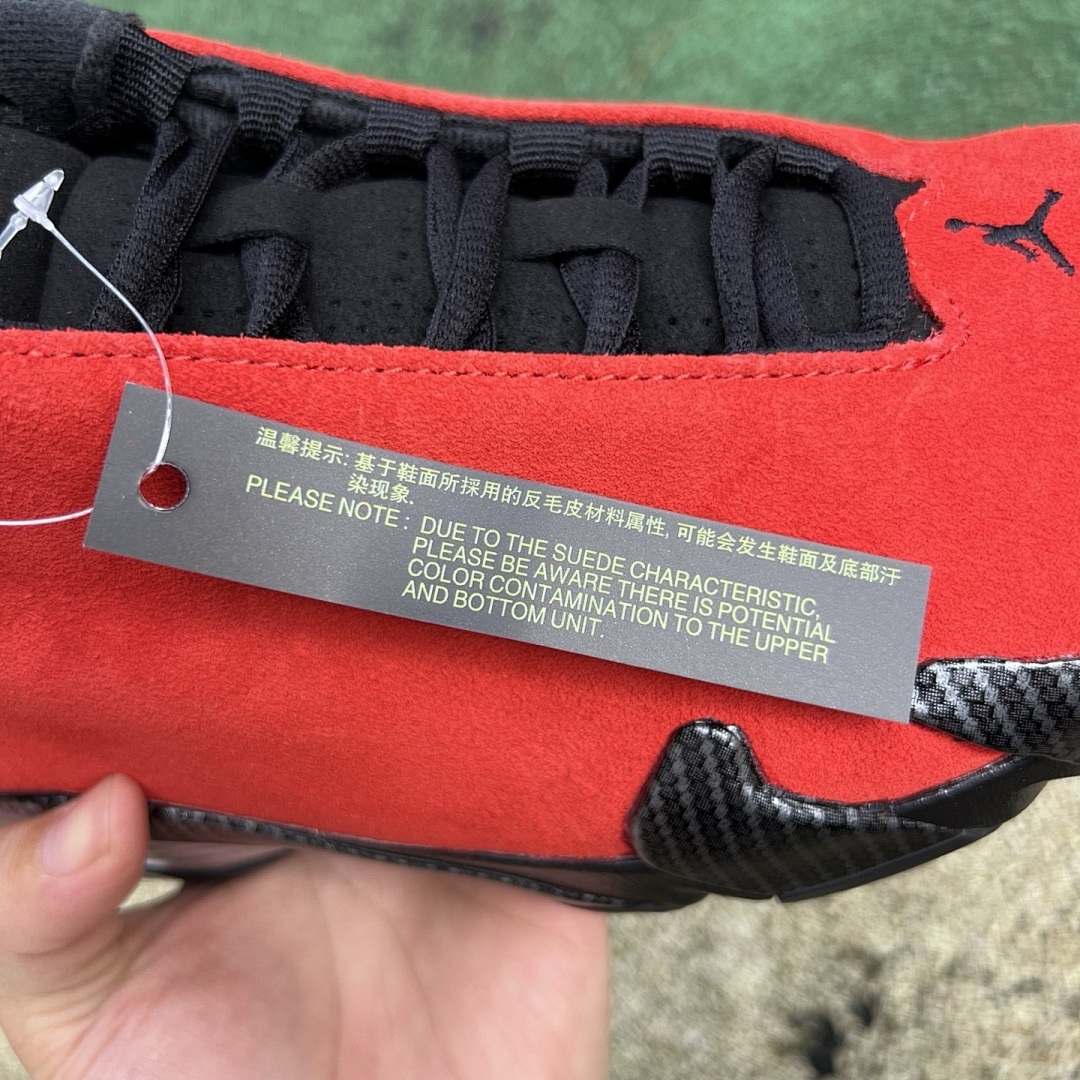 温馨提示: 基于鞋面所採用的反毛皮材料属性, 可能会发生鞋面及底部汙
染现象.
PLEASE NOTE : DUE TO THE SUEDE CHARACTERISTIC,
PLEASE BE AWARE THERE IS POTENTIAL
COLOR CONTAMINATION TO THE UPPER
AND BOTTOM UNIT.